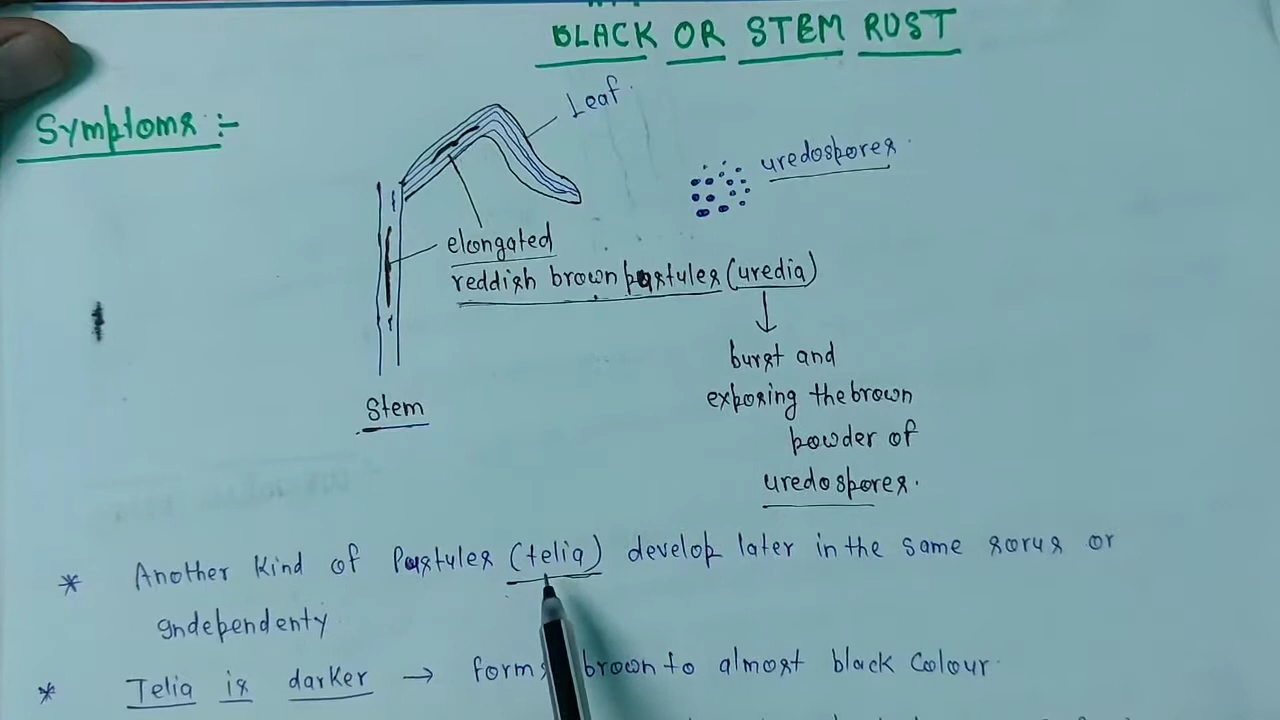 BLACK OR STEM RUST
Symptoms :-
Leaf
uredospores
elongated
reddish brown pustules (uredia)
burst and
exposing the brown
powder of
uredospores.
Stem
* Another kind of Pustules (telia) develop later in the same sorus or
independenty
* Telia is darker → forms brown to almost black colour